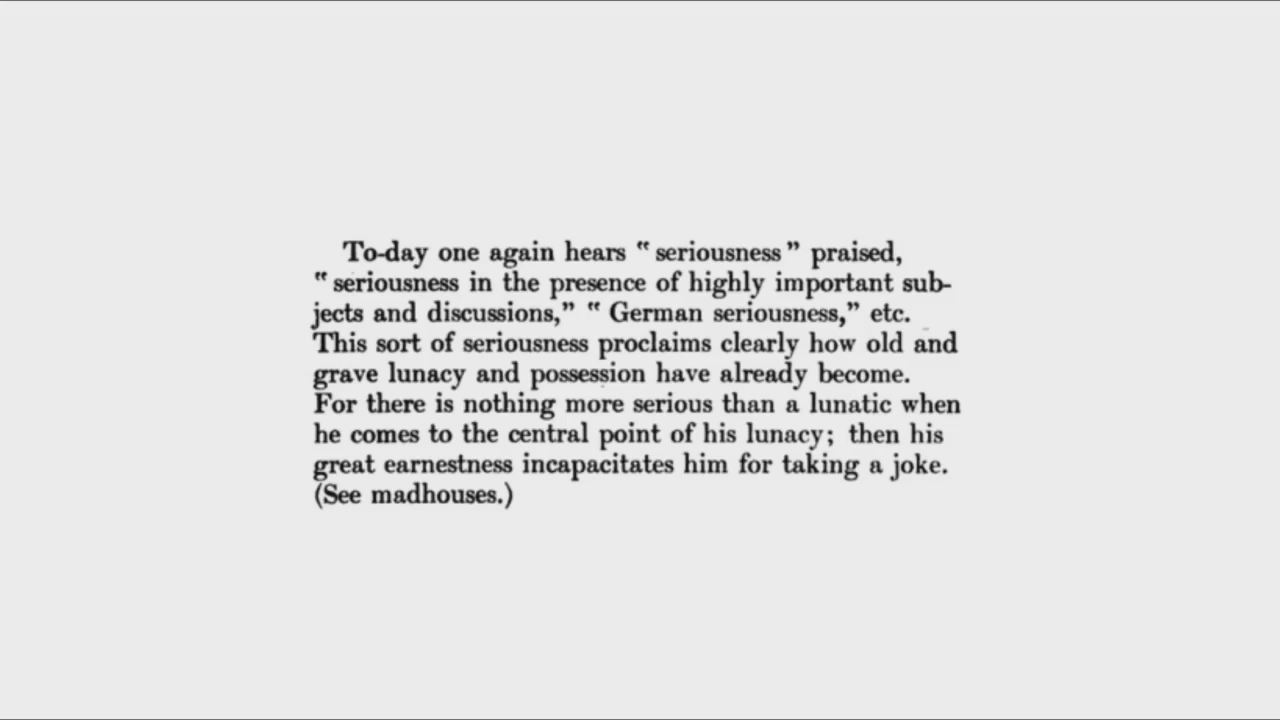 To-day one again hears “seriousness” praised,
“seriousness in the presence of highly important sub-
jects and discussions,” “German seriousness,” etc.
This sort of seriousness proclaims clearly how old and
grave lunacy and possession have already become.
For there is nothing more serious than a lunatic when
he comes to the central point of his lunacy; then his
great earnestness incapacitates him for taking a joke.
(See madhouses.)